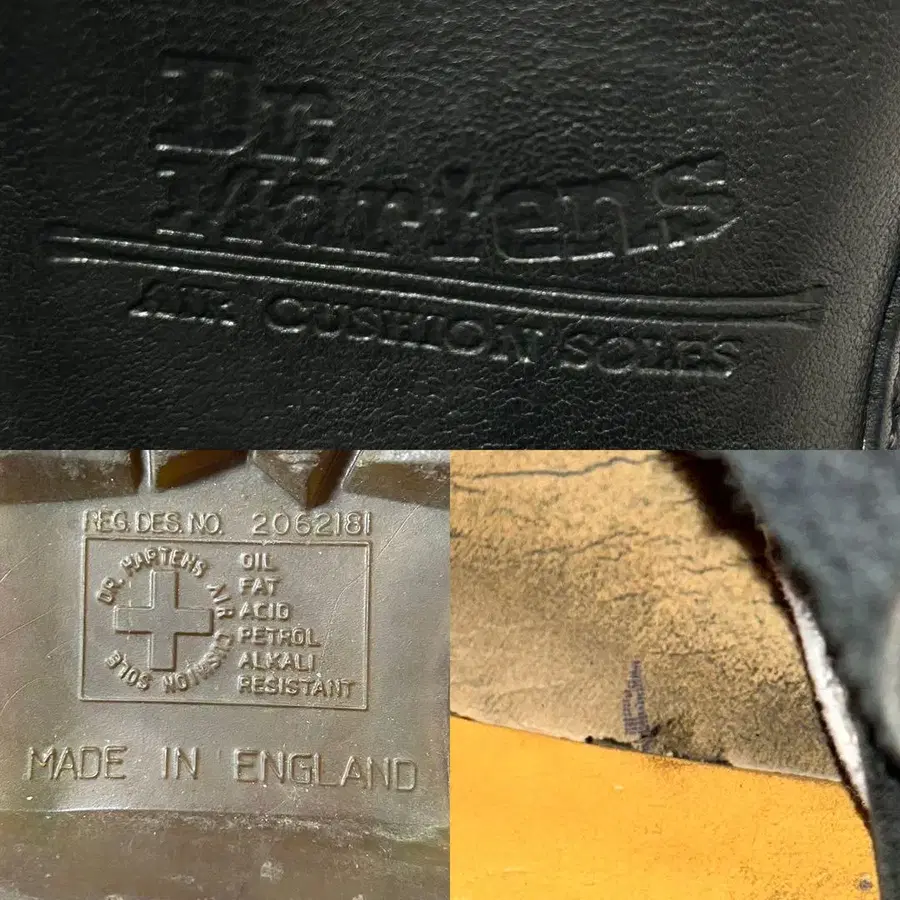 Dr.
Martens
AIR CUSHION SOLES
REG. DES. NO. 2062181
DR. MARTENS AIR CUSHION SOLE
OIL
FAT
ACID
PETROL
ALKALI
RESISTANT
MADE IN ENGLAND